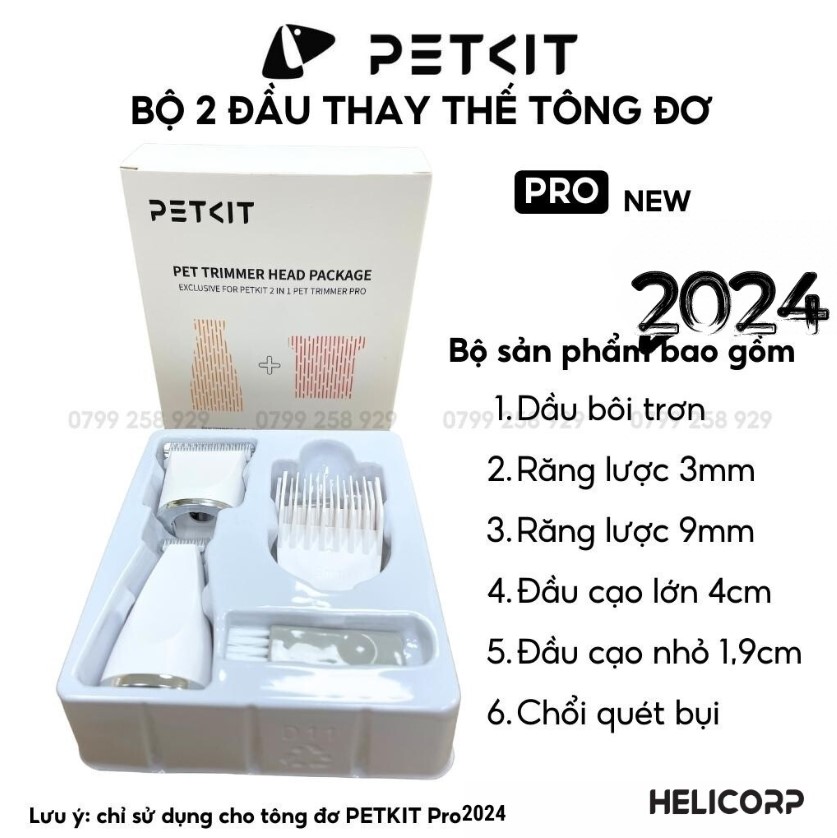 PETKIT
BỘ 2 ĐẦU THAY THẾ TÔNG ĐƠ
PRO NEW
2024
PETKIT
PET TRIMMER HEAD PACKAGE
EXCLUSIVE FOR PETKIT 2 IN 1 PET TRIMMER PRO
+
Bộ sản phẩm bao gồm
1. Dầu bôi trơn
2. Răng lược 3mm
3. Răng lược 9mm
4. Đầu cạo lớn 4cm
5. Đầu cạo nhỏ 1,9cm
6. Chổi quét bụi
0799 258 929 0799 258 929 0799 258 929 0799 258 929
Lưu ý: chỉ sử dụng cho tông đơ PETKIT Pro2024
HELICORP